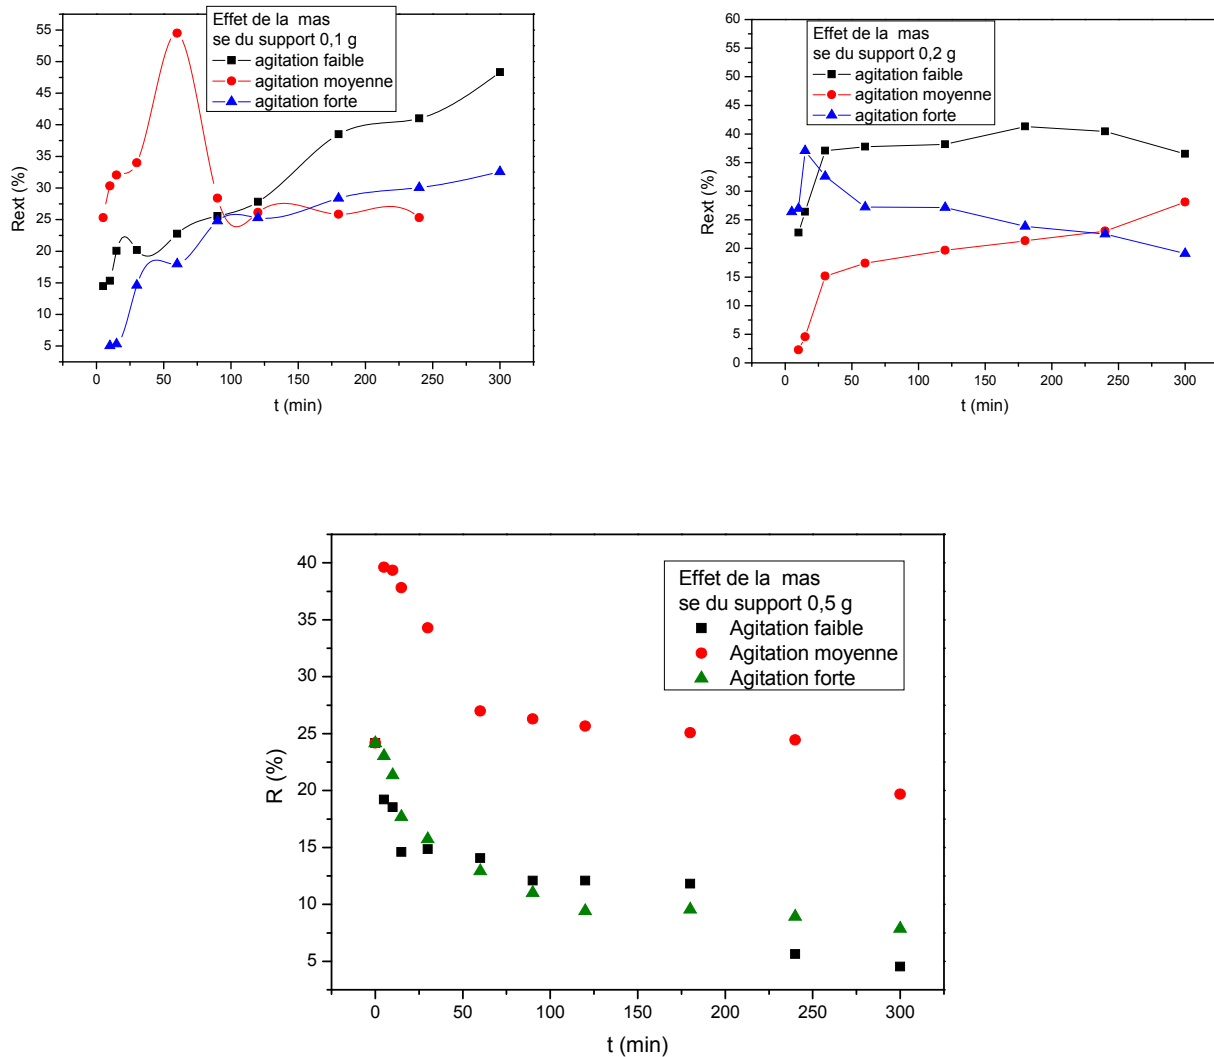 Effet de la mas
se du support 0,1 g
agitation faible
agitation moyenne
agitation forte
55
50
45
40
35
30
25
20
15
10
5
Rext (%)
0 50 100 150 200 250 300
t (min)
Effet de la mas
se du support 0,2 g
agitation faible
agitation moyenne
agitation forte
60
55
50
45
40
35
30
25
20
15
10
5
0
Rext (%)
0 50 100 150 200 250 300
t (min)
Effet de la mas
se du support 0,5 g
Agitation faible
Agitation moyenne
Agitation forte
40
35
30
25
20
15
10
5
R (%)
0 50 100 150 200 250 300
t (min)